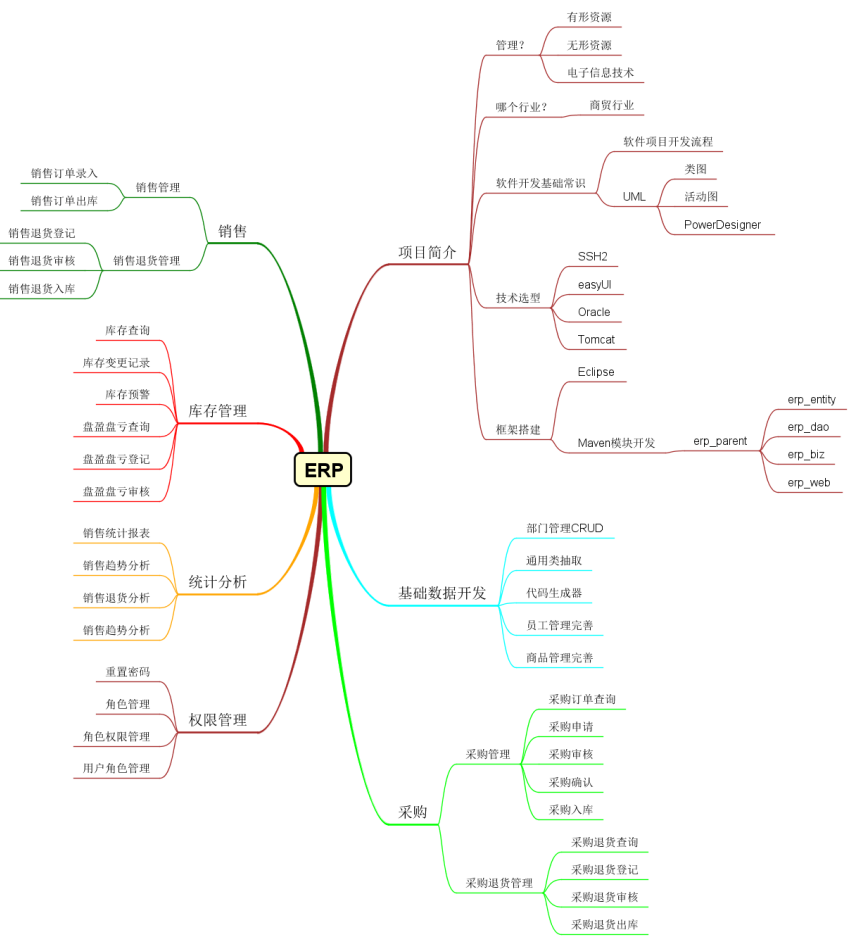 ERP
项目简介
管理?
有形资源
无形资源
电子信息技术
哪个行业?
商贸行业
软件开发基础常识
软件项目开发流程
UML
类图
活动图
PowerDesigner
技术选型
SSH2
easyUI
Oracle
Tomcat
框架搭建
Eclipse
Maven模块开发
erp_parent
erp_entity
erp_dao
erp_biz
erp_web
基础数据开发
部门管理CRUD
通用类抽取
代码生成器
员工管理完善
商品管理完善
采购
采购管理
采购订单查询
采购申请
采购审核
采购确认
采购入库
采购退货管理
采购退货查询
采购退货登记
采购退货审核
采购退货出库
销售
销售管理
销售订单录入
销售订单出库
销售退货管理
销售退货登记
销售退货审核
销售退货入库
库存管理
库存查询
库存变更记录
库存预警
盘盈盘亏查询
盘盈盘亏登记
盘盈盘亏审核
统计分析
销售统计报表
销售趋势分析
销售退货分析
销售趋势分析
权限管理
重置密码
角色管理
角色权限管理
用户角色管理